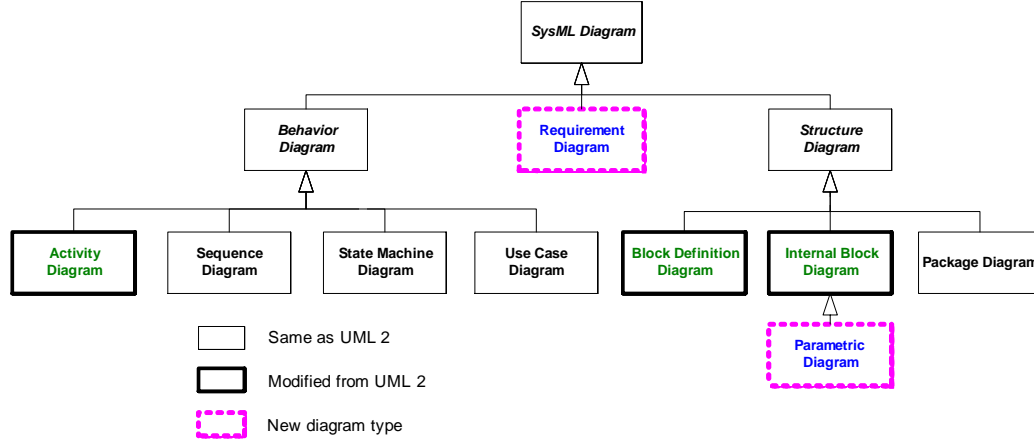 SysML Diagram
Behavior
Diagram
Requirement
Diagram
Structure
Diagram
Activity
Diagram
Sequence
Diagram
State Machine
Diagram
Use Case
Diagram
Block Definition
Diagram
Internal Block
Diagram
Package Diagram
Parametric
Diagram
Same as UML 2
Modified from UML 2
New diagram type